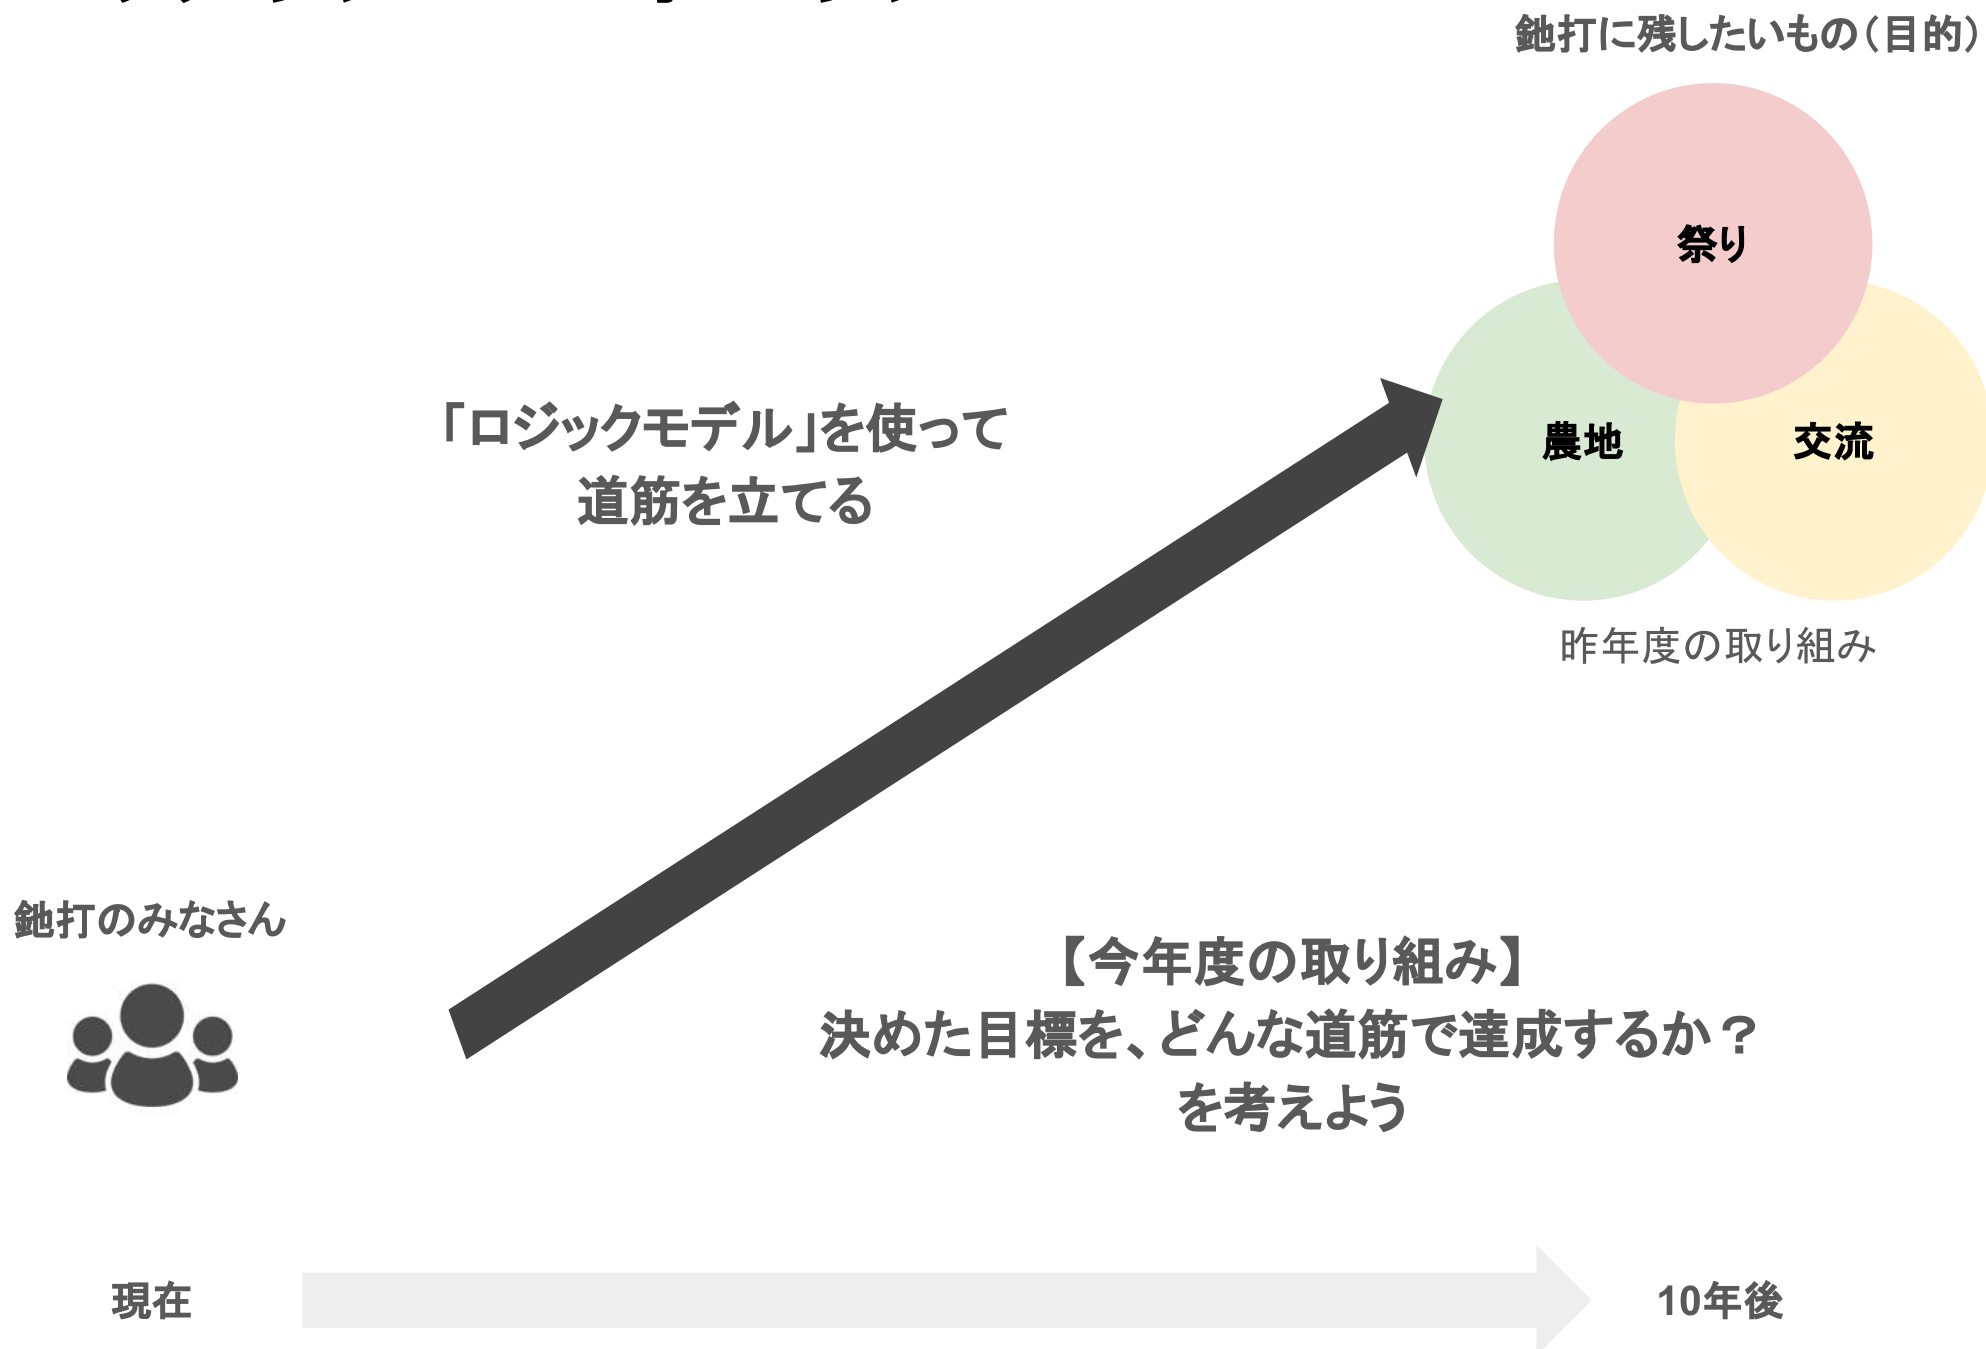 鉇打に残したいもの（目的）
祭り
「ロジックモデル」を使って
道筋を立てる
農地
交流
昨年度の取り組み
鉇打のみなさん
【今年度の取り組み】
決めた目標を、どんな道筋で達成するか？
を考えよう
現在
10年後